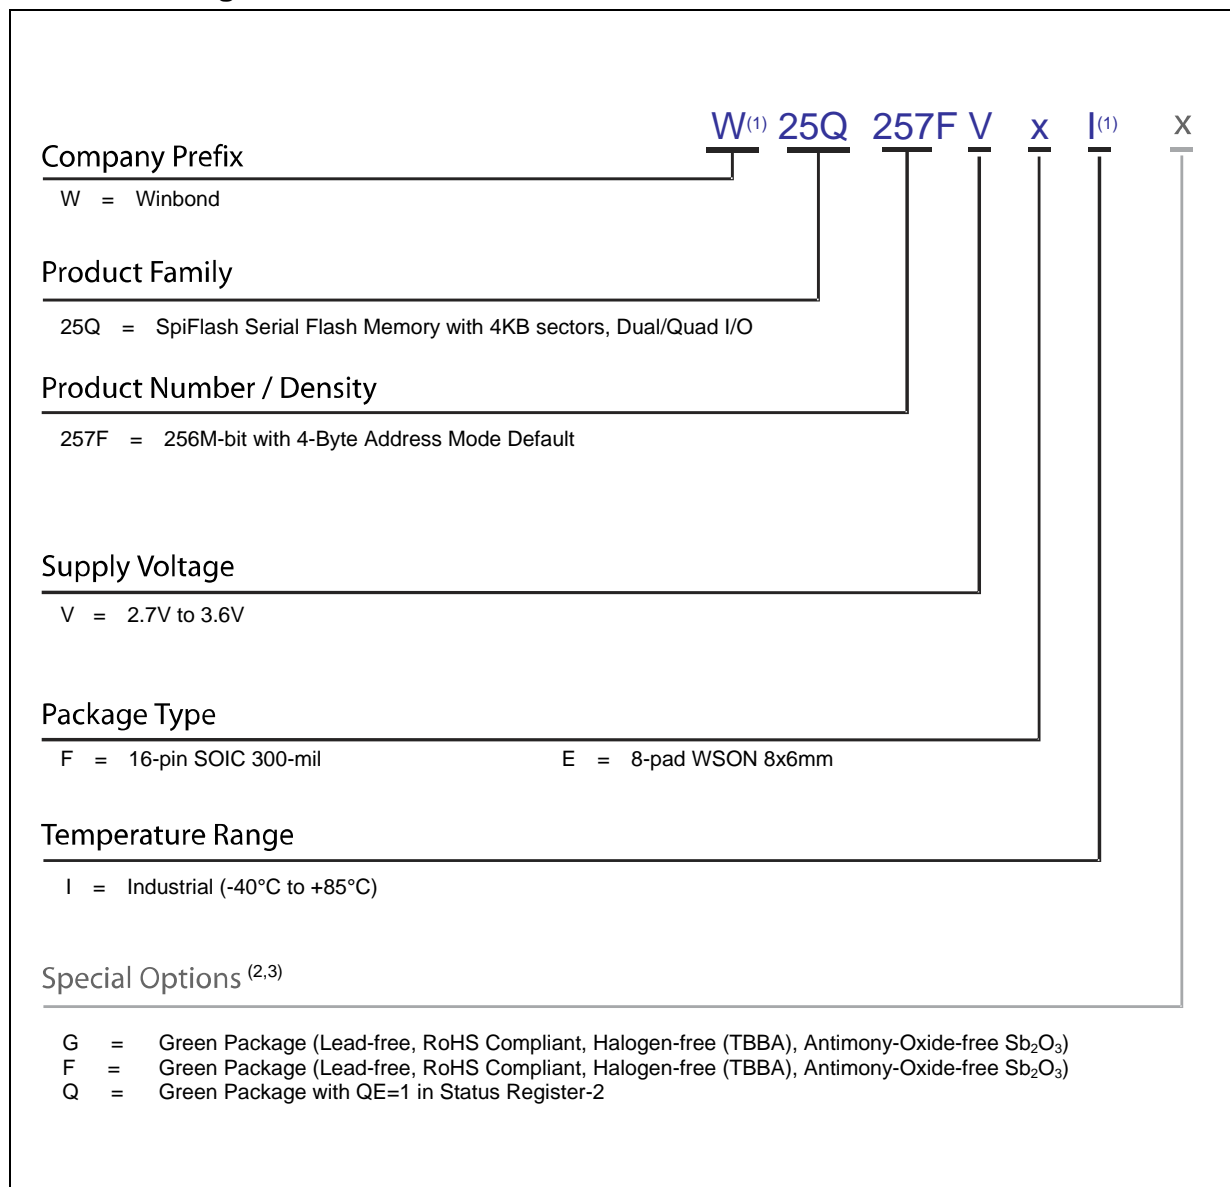 W(1) 25Q 257F V x I(1) x
Company Prefix
W = Winbond
Product Family
25Q = SpiFlash Serial Flash Memory with 4KB sectors, Dual/Quad I/O
Product Number / Density
257F = 256M-bit with 4-Byte Address Mode Default
Supply Voltage
V = 2.7V to 3.6V
Package Type
F = 16-pin SOIC 300-mil E = 8-pad WSON 8x6mm
Temperature Range
I = Industrial (-40°C to +85°C)
Special Options (2,3)
G = Green Package (Lead-free, RoHS Compliant, Halogen-free (TBBA), Antimony-Oxide-free Sb₂O₃)
F = Green Package (Lead-free, RoHS Compliant, Halogen-free (TBBA), Antimony-Oxide-free Sb₂O₃)
Q = Green Package with QE=1 in Status Register-2